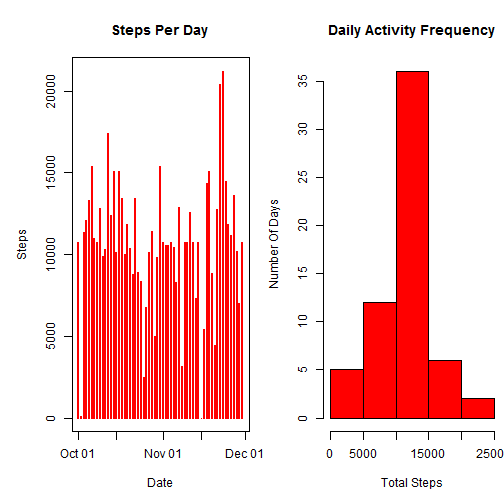 Steps Per Day
Steps
0
5000
10000
15000
20000
Oct 01
Nov 01
Dec 01
Date
Daily Activity Frequency
Number Of Days
0
5
10
15
20
25
30
35
0
5000
15000
2500
Total Steps